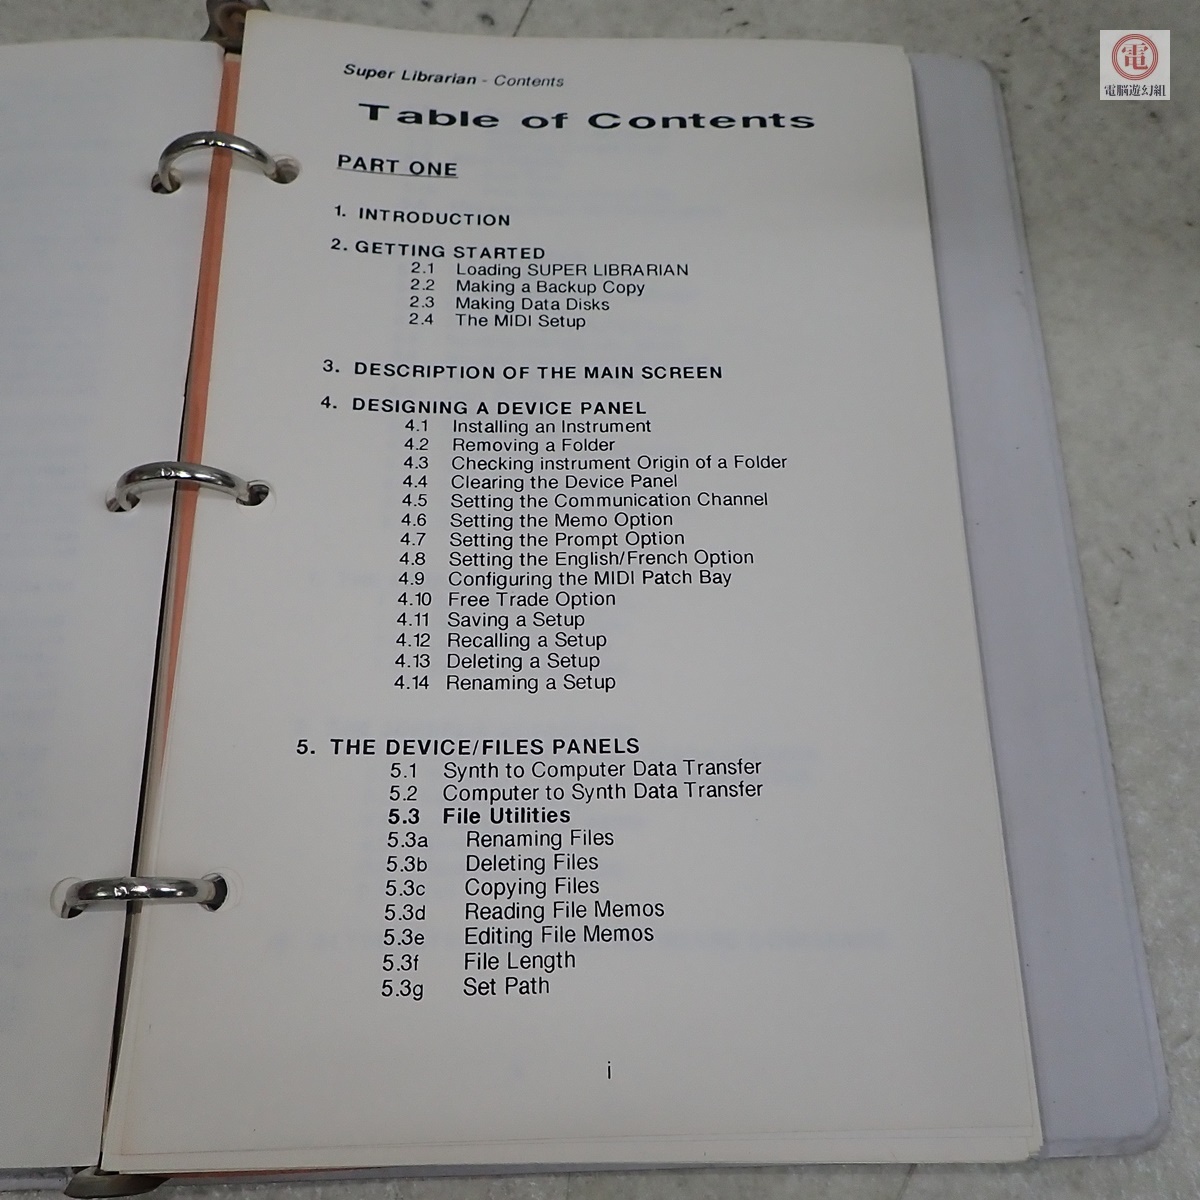 電
電脳遊幻組
Super Librarian - Contents
Table of Contents
PART ONE
1. INTRODUCTION
2. GETTING STARTED
2.1 Loading SUPER LIBRARIAN
2.2 Making a Backup Copy
2.3 Making Data Disks
2.4 The MIDI Setup
3. DESCRIPTION OF THE MAIN SCREEN
4. DESIGNING A DEVICE PANEL
4.1 Installing an Instrument
4.2 Removing a Folder
4.3 Checking instrument Origin of a Folder
4.4 Clearing the Device Panel
4.5 Setting the Communication Channel
4.6 Setting the Memo Option
4.7 Setting the Prompt Option
4.8 Setting the English/French Option
4.9 Configuring the MIDI Patch Bay
4.10 Free Trade Option
4.11 Saving a Setup
4.12 Recalling a Setup
4.13 Deleting a Setup
4.14 Renaming a Setup
5. THE DEVICE/FILES PANELS
5.1 Synth to Computer Data Transfer
5.2 Computer to Synth Data Transfer
5.3 File Utilities
5.3a Renaming Files
5.3b Deleting Files
5.3c Copying Files
5.3d Reading File Memos
5.3e Editing File Memos
5.3f File Length
5.3g Set Path
i